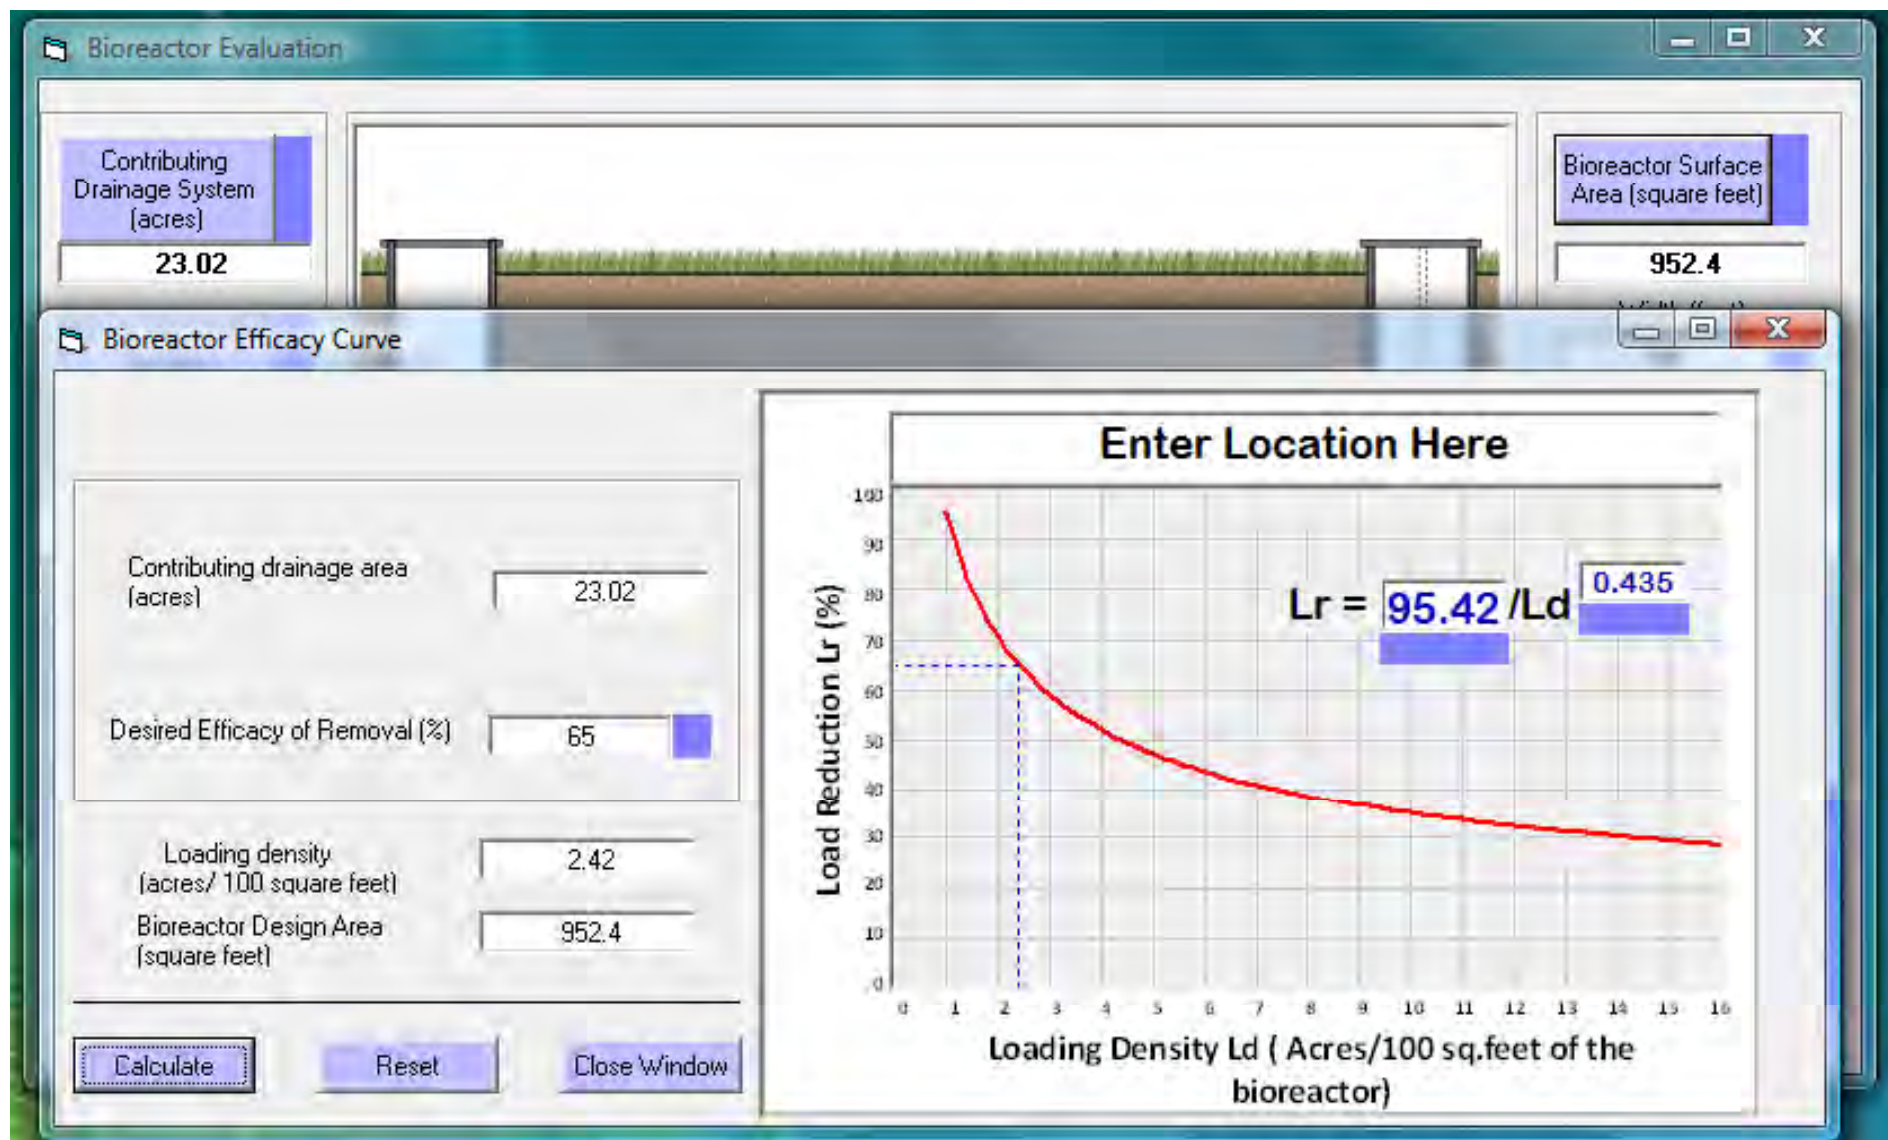 Bioreactor Evaluation
Contributing
Drainage System
(acres)
23.02
Bioreactor Surface
Area (square feet)
952.4
Bioreactor Efficacy Curve
Contributing drainage area
(acres)
23.02
Desired Efficacy of Removal (%)
65
Loading density
(acres/ 100 square feet)
2.42
Bioreactor Design Area
(square feet)
952.4
Calculate
Reset
Close Window
Enter Location Here
Lr = 95.42 /Ld 0.435
Load Reduction Lr (%)
100
90
80
70
60
50
40
30
20
10
0
0 1 2 3 4 5 6 7 8 9 10 11 12 13 14 15 16
Loading Density Ld ( Acres/100 sq.feet of the
bioreactor)